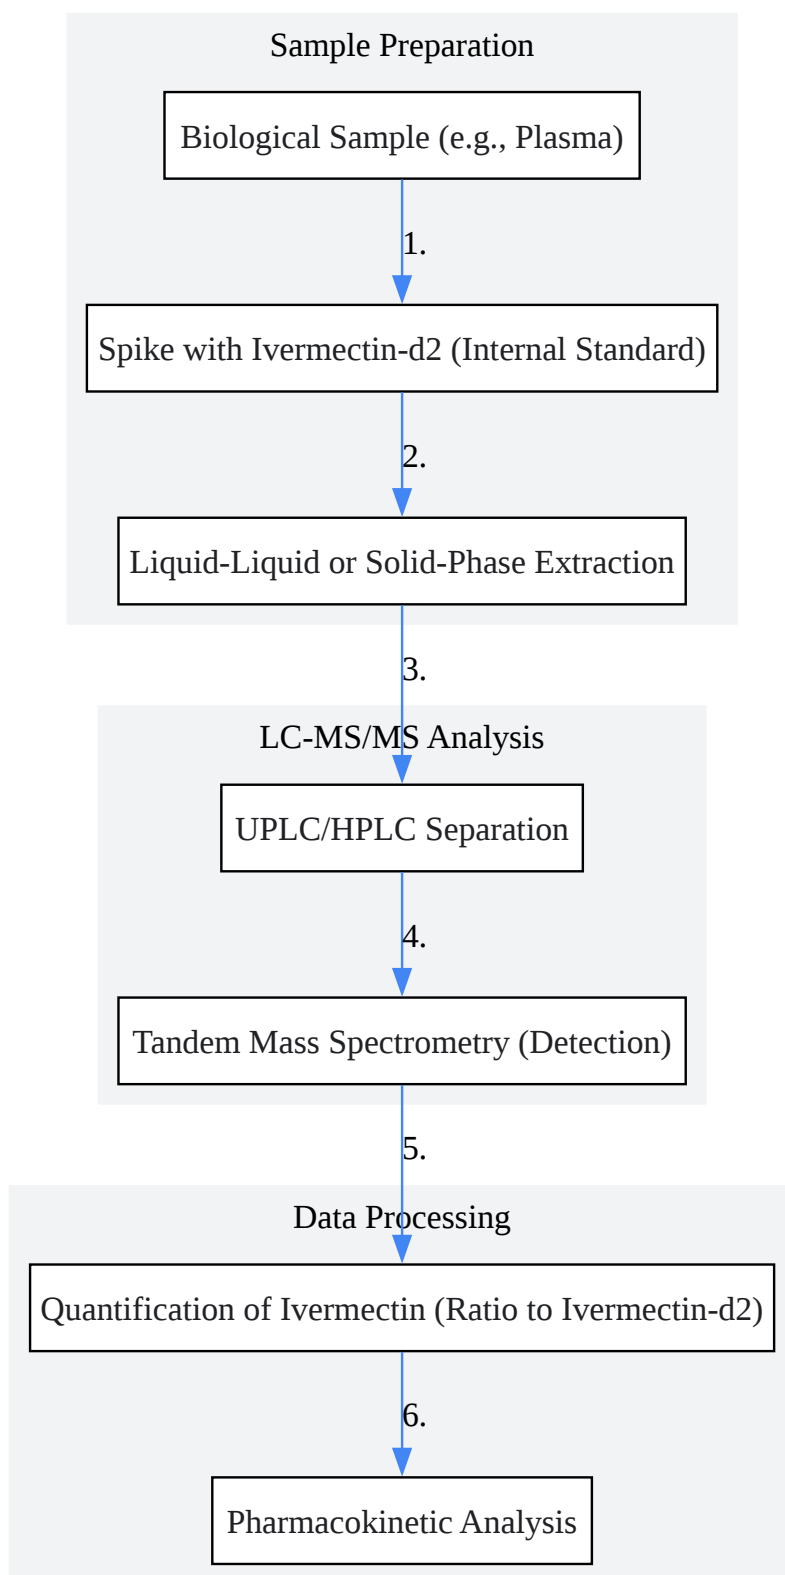 Sample Preparation
Biological Sample (e.g., Plasma)
1.
Spike with Ivermectin-d2 (Internal Standard)
2.
Liquid-Liquid or Solid-Phase Extraction
3.
LC-MS/MS Analysis
UPLC/HPLC Separation
4.
Tandem Mass Spectrometry (Detection)
5.
Data Processing
Quantification of Ivermectin (Ratio to Ivermectin-d2)
6.
Pharmacokinetic Analysis